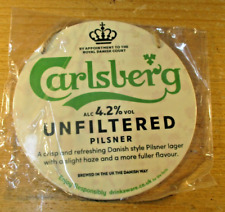 BY APPOINTMENT TO THE
ROYAL DANISH COURT
Carlsberg
ALC 4.2% VOL
UNFILTERED
PILSNER
A crisp and refreshing Danish style Pilsner lager
with a slight haze and a more fuller flavour.
BREWED IN THE UK THE DANISH WAY
Enjoy Responsibly drinkaware.co.uk